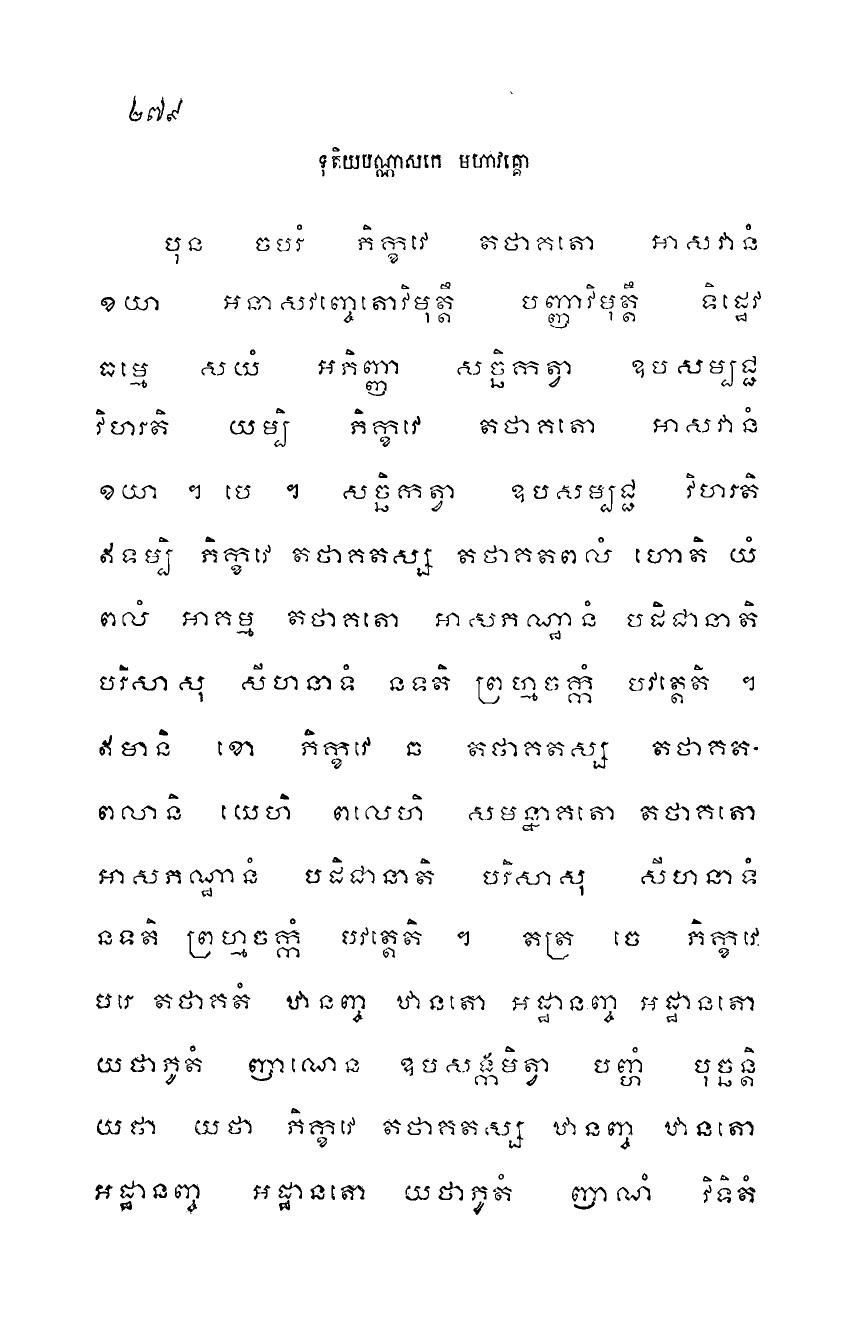 ២៧៩
ទុតិយបណ្ណាសកេ មហាវគ្គោ
បុន ចបរំ ភិក្ខវេ តថាគតោ អាសវានំ
ខយា អនាសវញ្ចេតោវិមុត្តឹ បញ្ញាវិមុត្តឹ ទិដ្ឋេវ
ធម្មេ សយំ អភិញ្ញា សច្ឆិកត្វា ឧបសម្បជ្ជ
វិហរតិ យម្បិ ភិក្ខវេ តថាគតោ អាសវានំ
ខយា ។ បេ ។ សច្ឆិកត្វា ឧបសម្បជ្ជ វិហរតិ
ឥទម្បិ ភិក្ខវេ តថាគតស្ស តថាគតពលំ ហោតិ យំ
ពលំ អាគម្ម តថាគតោ អាសភណ្ឋានំ បដិជានាតិ
បរិសាសុ សីហនាទំ នទតិ ព្រហ្មចក្កំ បវត្តេតិ ។
ឥមានិ ខោ ភិក្ខវេ ឆ តថាគតស្ស តថាគត-
ពលានិ យេហិ ពលេហិ សមន្នាគតោ តថាគតោ
អាសភណ្ឋានំ បដិជានាតិ បរិសាសុ សីហនាទំ
នទតិ ព្រហ្មចក្កំ បវត្តេតិ ។ តត្រ ចេ ភិក្ខវេ
បរេ តថាគតំ ឋានញ្ច ឋានតោ អដ្ឋានញ្ច អដ្ឋានតោ
យថាភូតំ ញាណេន ឧបសង្កមិត្វា បញ្ហំ បុច្ឆន្តិ
យថា យថា ភិក្ខវេ តថាគតស្ស ឋានញ្ច ឋានតោ
អដ្ឋានញ្ច អដ្ឋានតោ យថាភូតំ ញាណំ វិទិតំ